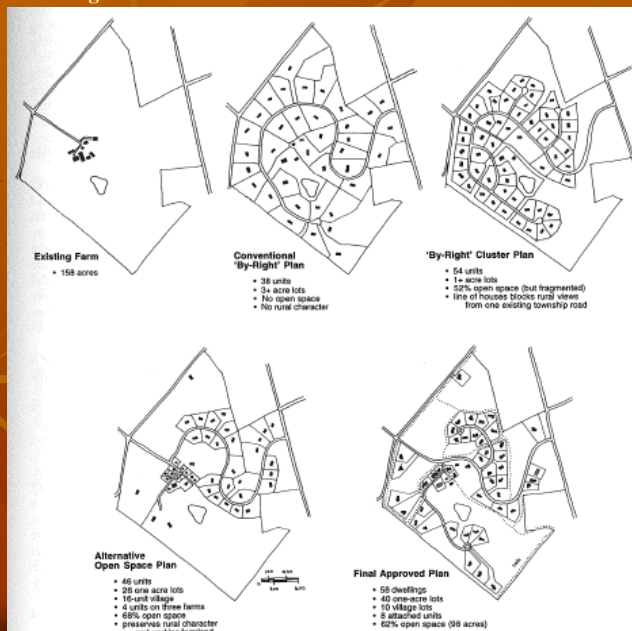 Existing Farm
• 158 acres
Conventional
'By-Right' Plan
• 38 units
• 3+ acre lots
• No open space
• No rural character
'By-Right' Cluster Plan
• 54 units
• 1+ acre lots
• 52% open space (but fragmented)
• line of houses blocks rural views
from one existing township road
Alternative
Open Space Plan
• 46 units
• 26 one acre lots
• 16-unit village
• 4 units on three farms
• 68% open space
• preserves rural character
Final Approved Plan
• 58 dwellings
• 40 one-acre lots
• 10 village lots
• 8 attached units
• 62% open space (98 acres)